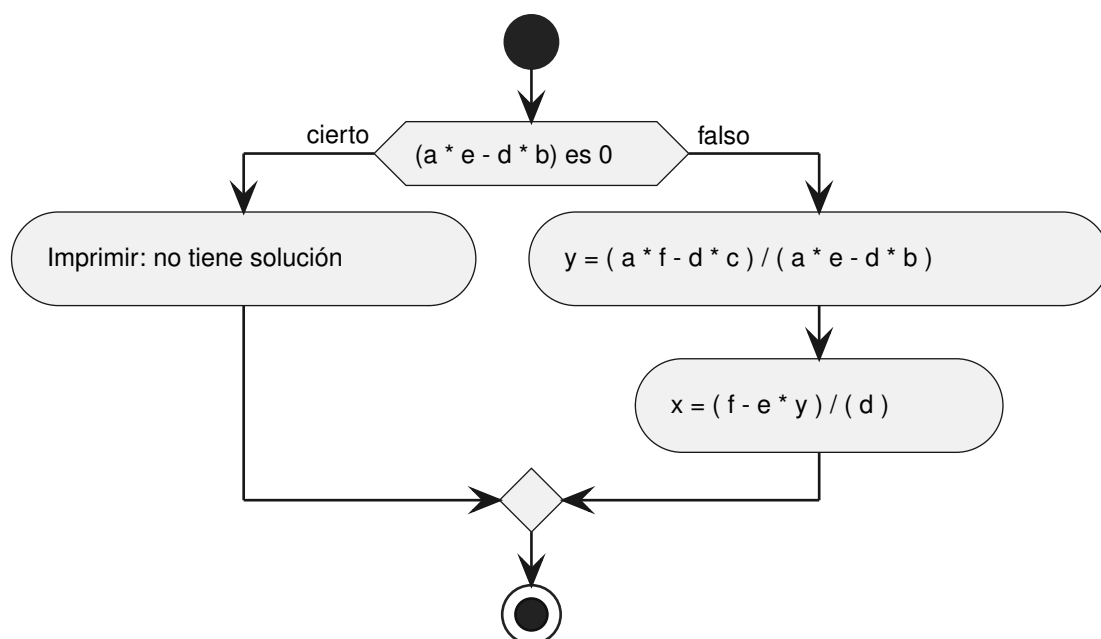 cierto
(a * e - d * b) es 0
falso
Imprimir: no tiene solución
y = ( a * f - d * c ) / ( a * e - d * b )
x = ( f - e * y ) / ( d )